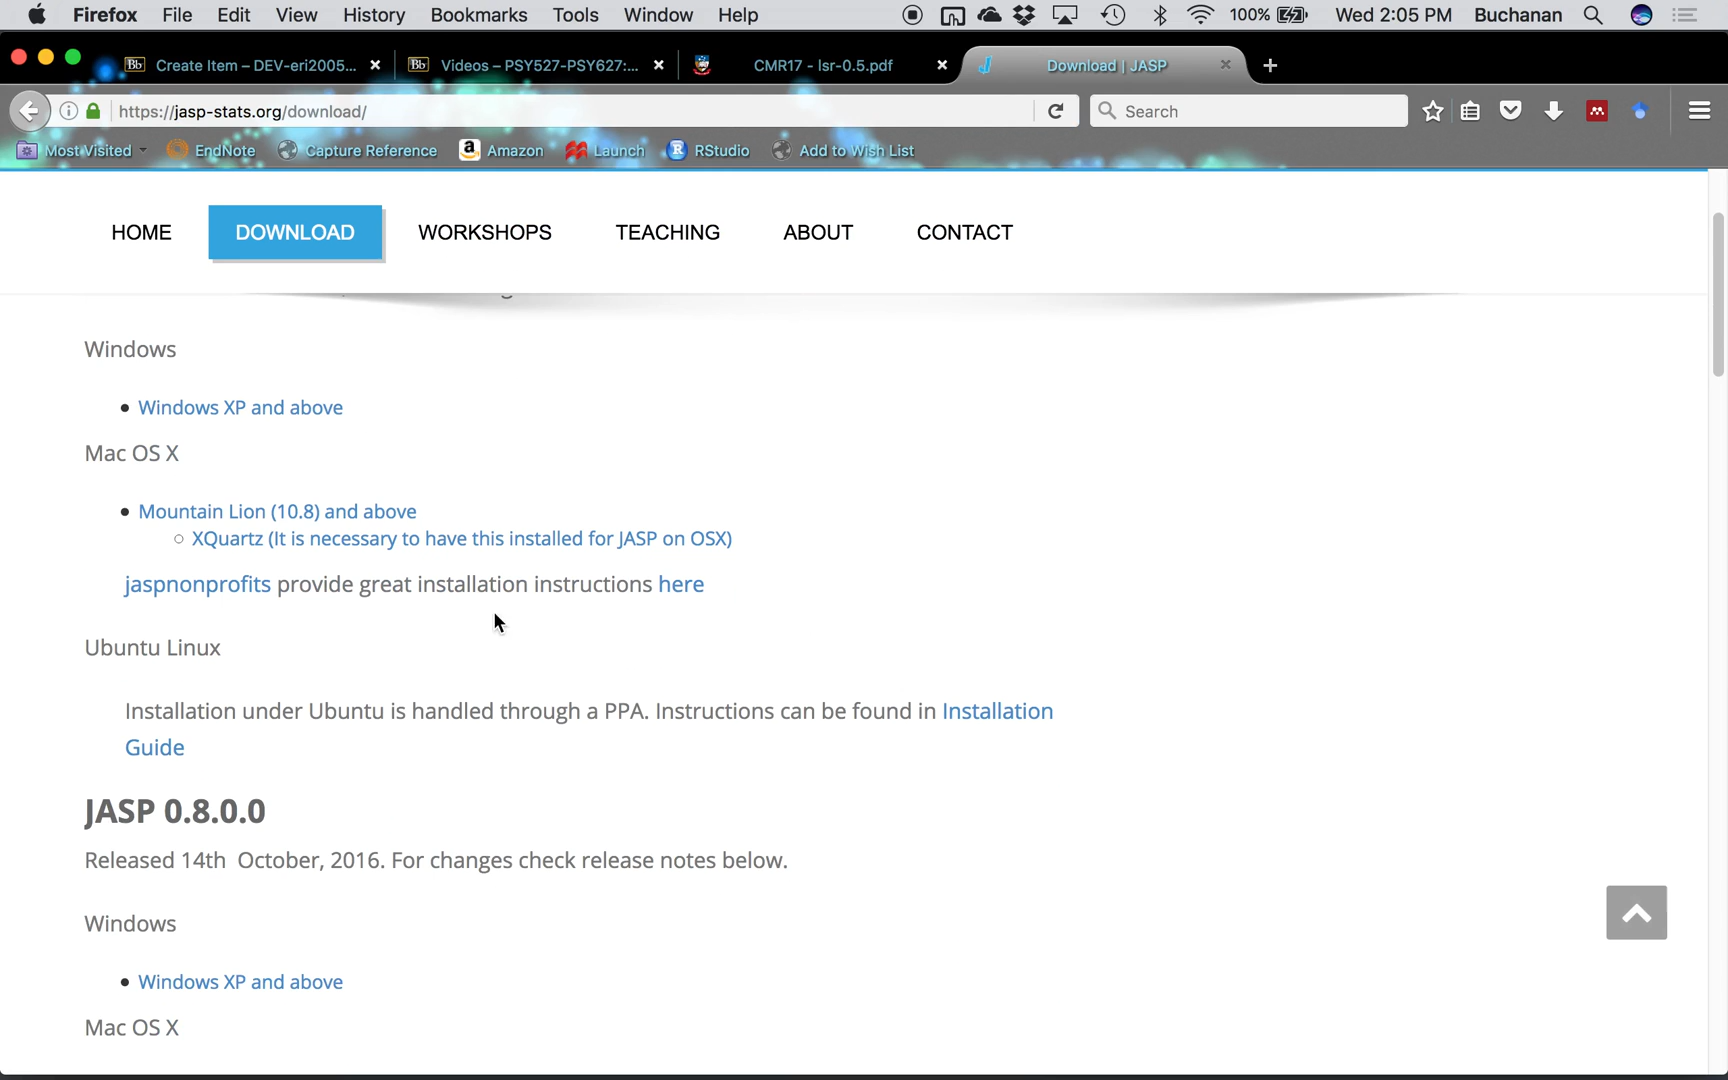 Firefox File Edit View History Bookmarks Tools Window Help 100% Wed 2:05 PM Buchanan
Bb Create Item – DEV-eri2005... Bb Videos – PSY527-PSY627:... CMR17 - lsr-0.5.pdf Download | JASP
https://jasp-stats.org/download/ Search
Most Visited EndNote Capture Reference Amazon Launch RStudio Add to Wish List
HOME DOWNLOAD WORKSHOPS TEACHING ABOUT CONTACT
Windows
Windows XP and above
Mac OS X
Mountain Lion (10.8) and above
XQuartz (It is necessary to have this installed for JASP on OSX)
jaspnonprofits provide great installation instructions here
Ubuntu Linux
Installation under Ubuntu is handled through a PPA. Instructions can be found in Installation
Guide
JASP 0.8.0.0
Released 14th October, 2016. For changes check release notes below.
Windows
Windows XP and above
Mac OS X